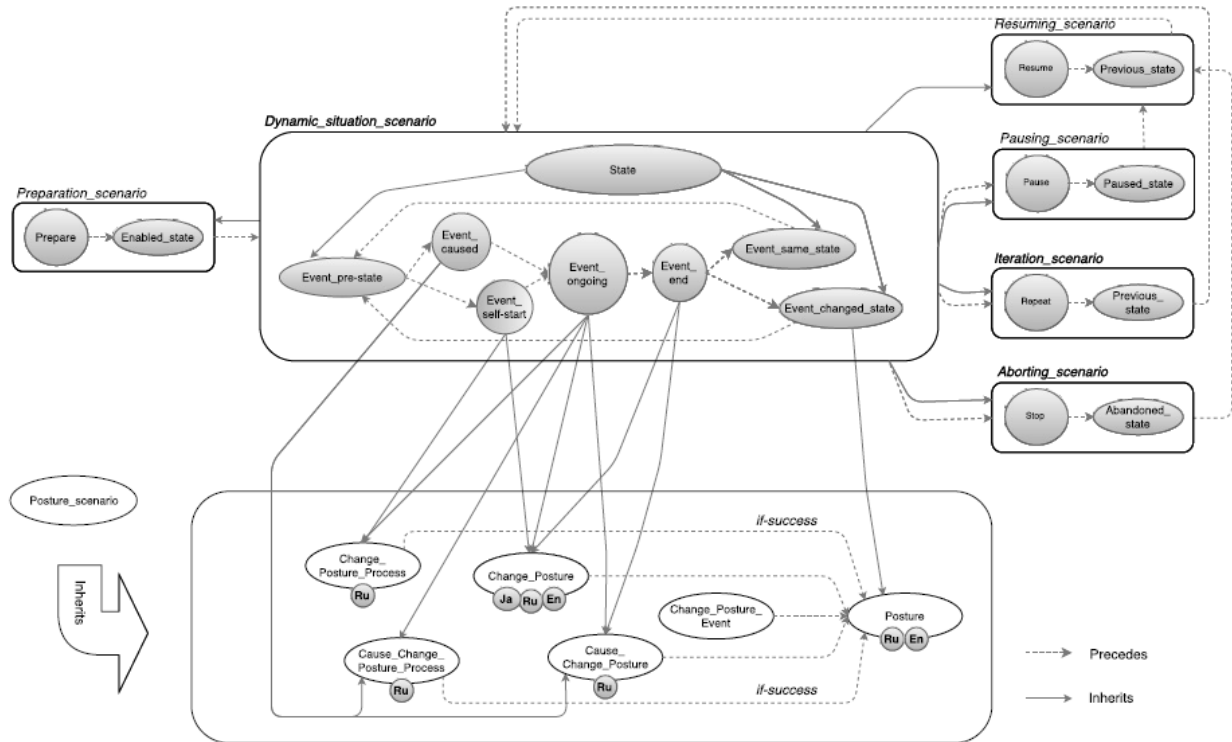 Resuming_scenario
Resume
Previous_state
Dynamic_situation_scenario
Pausing_scenario
State
Pause
Paused_state
Preparation_scenario
Prepare
Enabled_state
Event_
caused
Event_same_state
Event_pre-state
Event_
ongoing
Event_
end
Iteration_scenario
Event_
self-start
Event_changed_state
Repeat
Previous_
state
Aborting_scenario
Stop
Abandoned_
state
Posture_scenario
Inherits
if-success
Change_
Posture_Process
Ru
Change_Posture
Ja
Ru
En
Change_Posture_
Event
Posture
Ru
En
Cause_Change_
Posture_Process
Ru
Cause_
Change_Posture
Ru
if-success
Precedes
Inherits